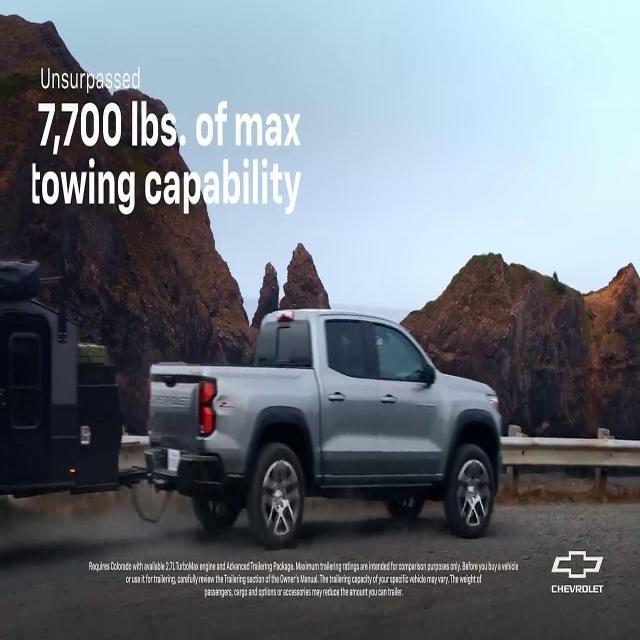 Unsurpassed
7,700 lbs. of max
towing capability
CHEVROLET
Requires Colorado with available 2.7L TurboMax engine and Advanced Trailering Package. Maximum trailering ratings are intended for comparison purposes only. Before you buy a vehicle
or use it for trailering, carefully review the Trailering section of the Owner's Manual. The trailering capacity of your specific vehicle may vary. The weight of
passengers, cargo and options or accessories may reduce the amount you can trailer.
CHEVROLET